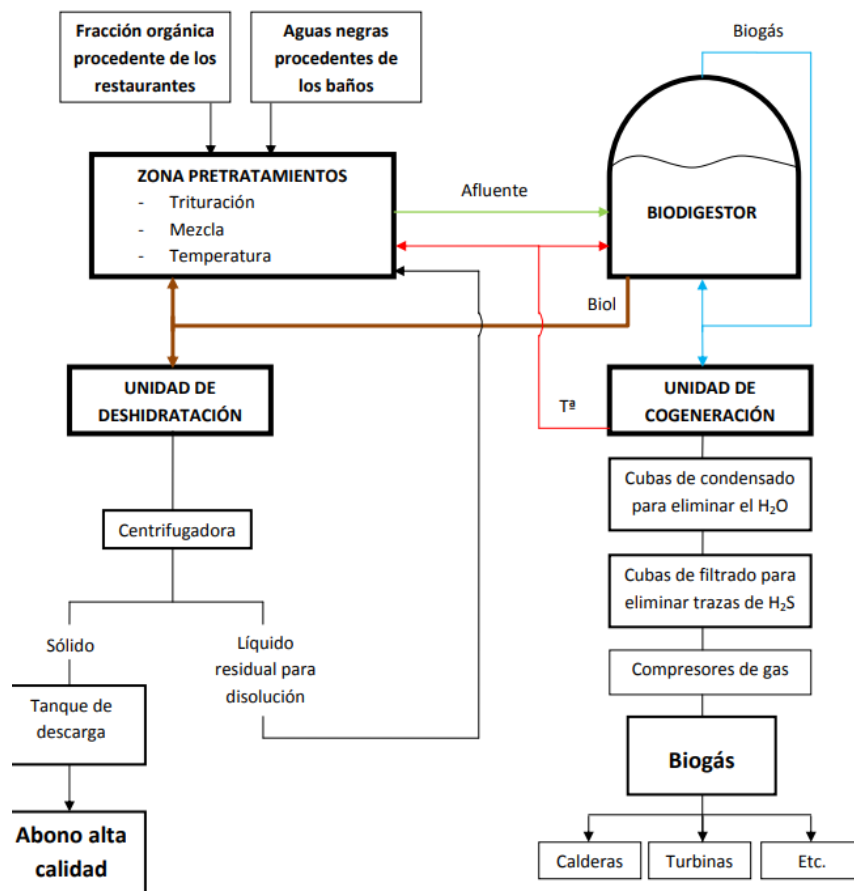 Fracción orgánica
procedente de los
restaurantes
Aguas negras
procedentes de
los baños
Biogás
ZONA PRETRATAMIENTOS
- Trituración
- Mezcla
- Temperatura
Afluente
BIODIGESTOR
Biol
UNIDAD DE
DESHIDRATACIÓN
Tª
UNIDAD DE
COGENERACIÓN
Centrifugadora
Cubas de condensado
para eliminar el H₂O
Cubas de filtrado para
eliminar trazas de H₂S
Sólido
Líquido
residual para
disolución
Compresores de gas
Tanque de
descarga
Biogás
Abono alta
calidad
Calderas
Turbinas
Etc.